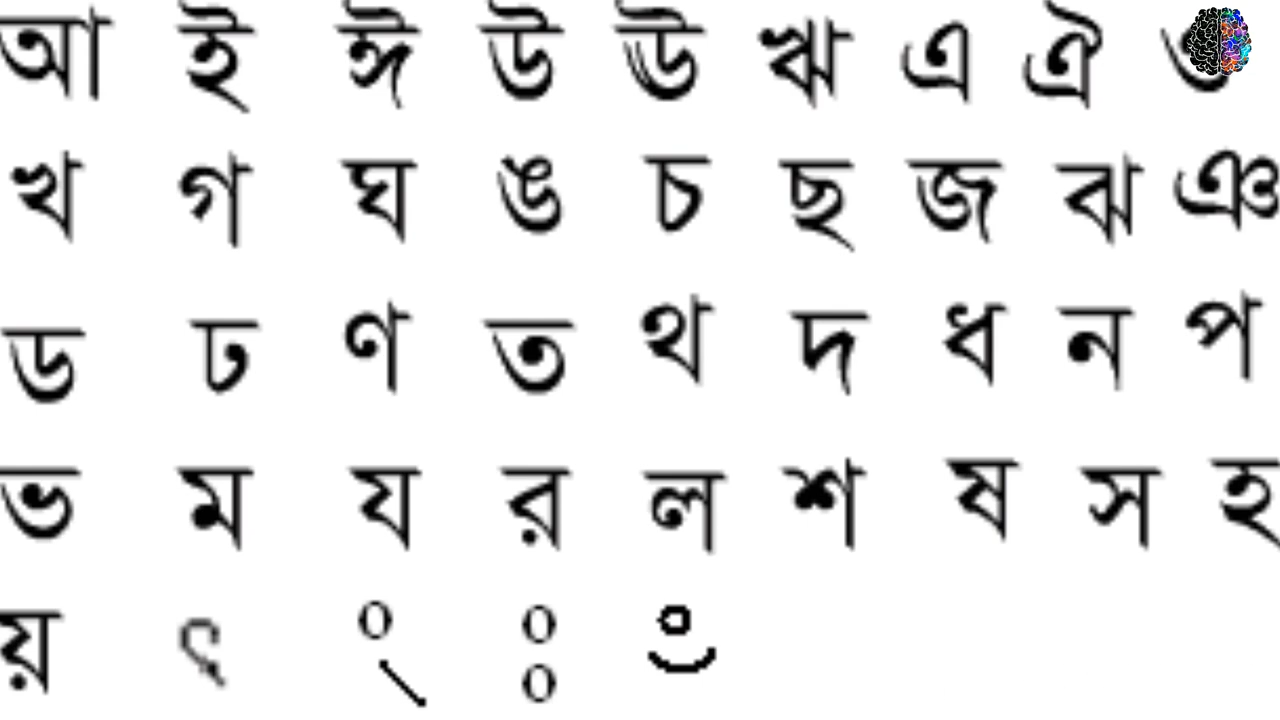 আ ই ঈ উ ঊ ঋ এ ঐ
খ গ ঘ ঙ চ ছ জ ঝ ঞ
ড ঢ ণ ত থ দ ধ ন প
ভ ম য র ল শ ষ স হ
য় ৎ ং ঃ ঁ